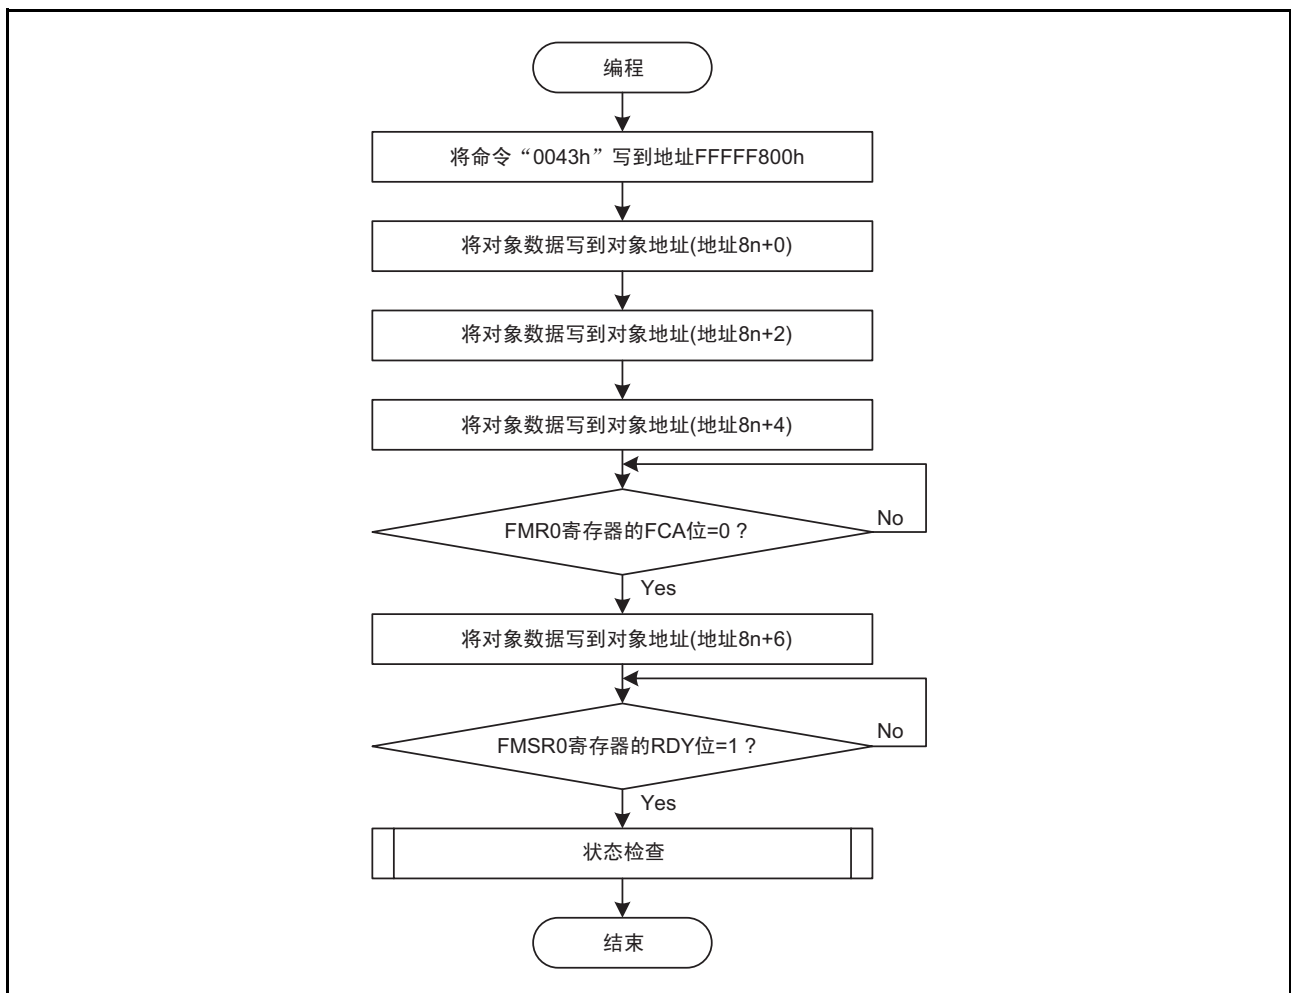 编程
将命令“0043h”写到地址FFFFF800h
将对象数据写到对象地址(地址8n+0)
将对象数据写到对象地址(地址8n+2)
将对象数据写到对象地址(地址8n+4)
FMR0寄存器的FCA位=0？
No
Yes
将对象数据写到对象地址(地址8n+6)
FMSR0寄存器的RDY位=1？
No
Yes
状态检查
结束